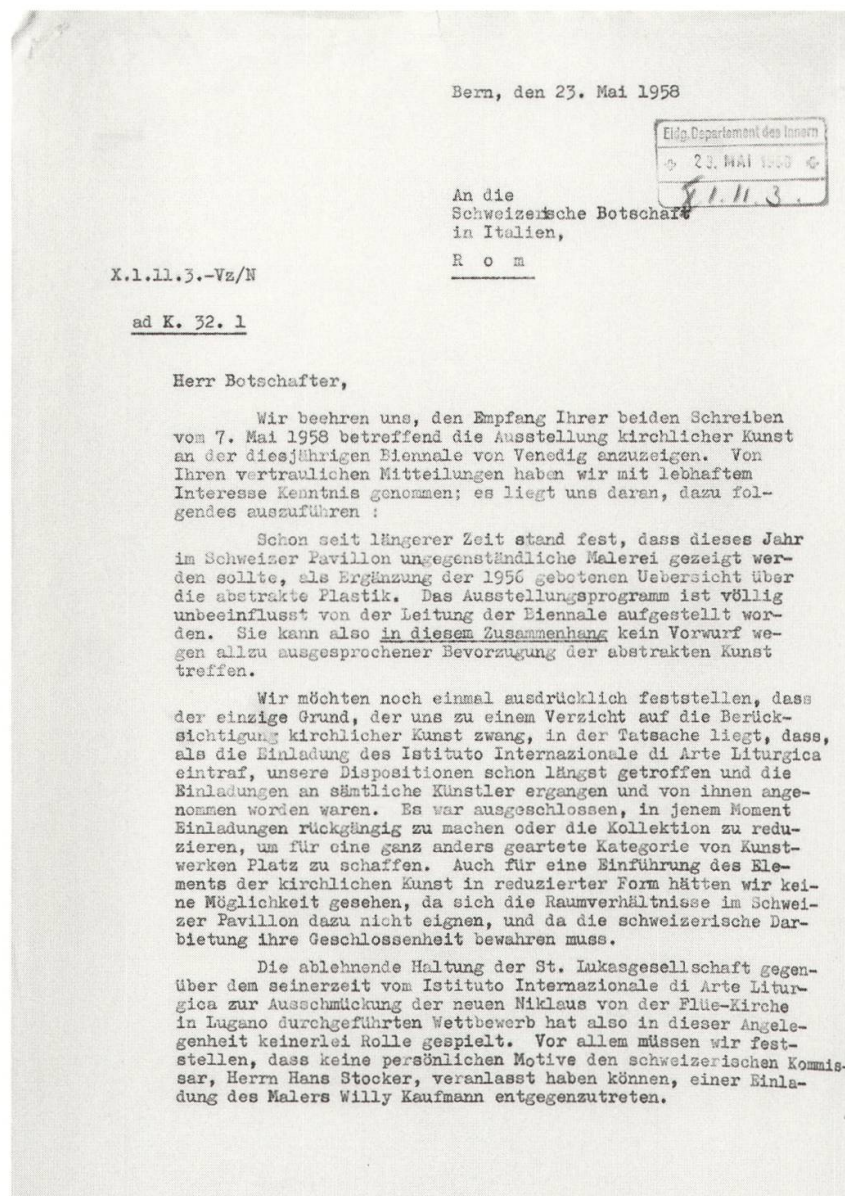 Bern, den 23. Mai 1958
Eidg. Departement des Innern
23. MAI 1958
X 1. 11. 3.
An die
Schweizerische Botschaft
in Italien,
R o m
X.1.11.3.-Vz/N
ad K. 32. 1
Herr Botschafter,
Wir beehren uns, den Empfang Ihrer beiden Schreiben
vom 7. Mai 1958 betreffend die Ausstellung kirchlicher Kunst
an der diesjährigen Biennale von Venedig anzuzeigen. Von
Ihren vertraulichen Mitteilungen haben wir mit lebhaftem
Interesse Kenntnis genommen; es liegt uns daran, dazu fol-
gendes auszuführen :
Schon seit längerer Zeit stand fest, dass dieses Jahr
im Schweizer Pavillon ungegenständliche Malerei gezeigt wer-
den sollte, als Ergänzung der 1956 gebotenen Uebersicht über
die abstrakte Plastik. Das Ausstellungsprogramm ist völlig
unbeeinflusst von der Leitung der Biennale aufgestellt wor-
den. Sie kann also in diesem Zusammenhang kein Vorwurf we-
gen allzu ausgesprochener Bevorzugung der abstrakten Kunst
treffen.
Wir möchten noch einmal ausdrücklich feststellen, dass
der einzige Grund, der uns zu einem Verzicht auf die Berück-
sichtigung kirchlicher Kunst zwang, in der Tatsache liegt, dass,
als die Einladung des Istituto Internazionale di Arte Liturgica
eintraf, unsere Dispositionen schon längst getroffen und die
Einladungen an sämtliche Künstler ergangen und von ihnen ange-
nommen worden waren. Es war ausgeschlossen, in jenem Moment
Einladungen rückgängig zu machen oder die Kollektion zu redu-
zieren, um für eine ganz anders geartete Kategorie von Kunst-
werken Platz zu schaffen. Auch für eine Einführung des Ele-
ments der kirchlichen Kunst in reduzierter Form hätten wir kei-
ne Möglichkeit gesehen, da sich die Raumverhältnisse im Schwei-
zer Pavillon dazu nicht eignen, und da die schweizerische Dar-
bietung ihre Geschlossenheit bewahren muss.
Die ablehnende Haltung der St. Lukasgesellschaft gegen-
über dem seinerzeit vom Istituto Internazionale di Arte Litur-
gica zur Ausschmückung der neuen Niklaus von der Flüe-Kirche
in Lugano durchgeführten Wettbewerb hat also in dieser Angele-
genheit keinerlei Rolle gespielt. Vor allem müssen wir fest-
stellen, dass keine persönlichen Motive den schweizerischen Kommis-
sar, Herrn Hans Stocker, veranlasst haben können, einer Einla-
dung des Malers Willy Kaufmann entgegenzutreten.